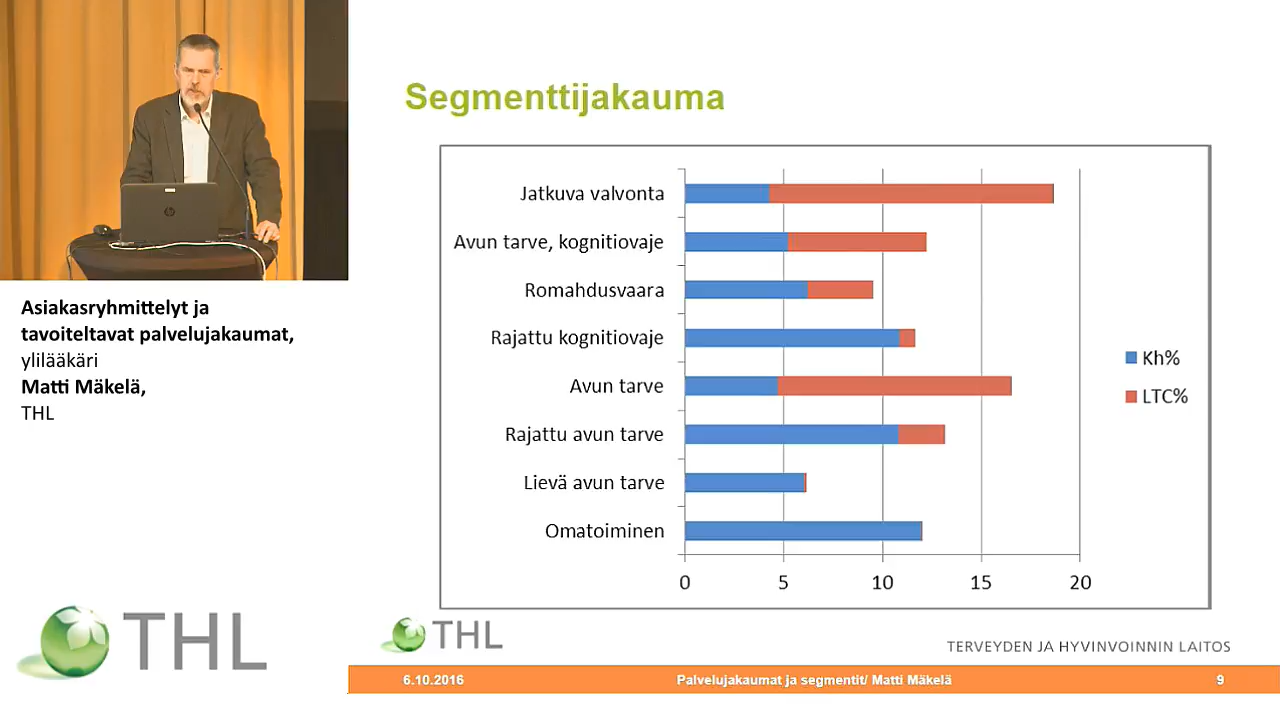 Segmenttijakauma
Jatkuva valvonta
Avun tarve, kognitiovaje
Romahdusvaara
Rajattu kognitiovaje
Avun tarve
Rajattu avun tarve
Lievä avun tarve
Omatoiminen
0 5 10 15 20
Kh%
LTC%
Asiakasryhmittelyt ja
tavoiteltavat palvelujakaumat,
ylilääkäri
Matti Mäkelä,
THL
THL
THL
TERVEYDEN JA HYVINVOINNIN LAITOS
6.10.2016 Palvelujakaumat ja segmentit/ Matti Mäkelä 9